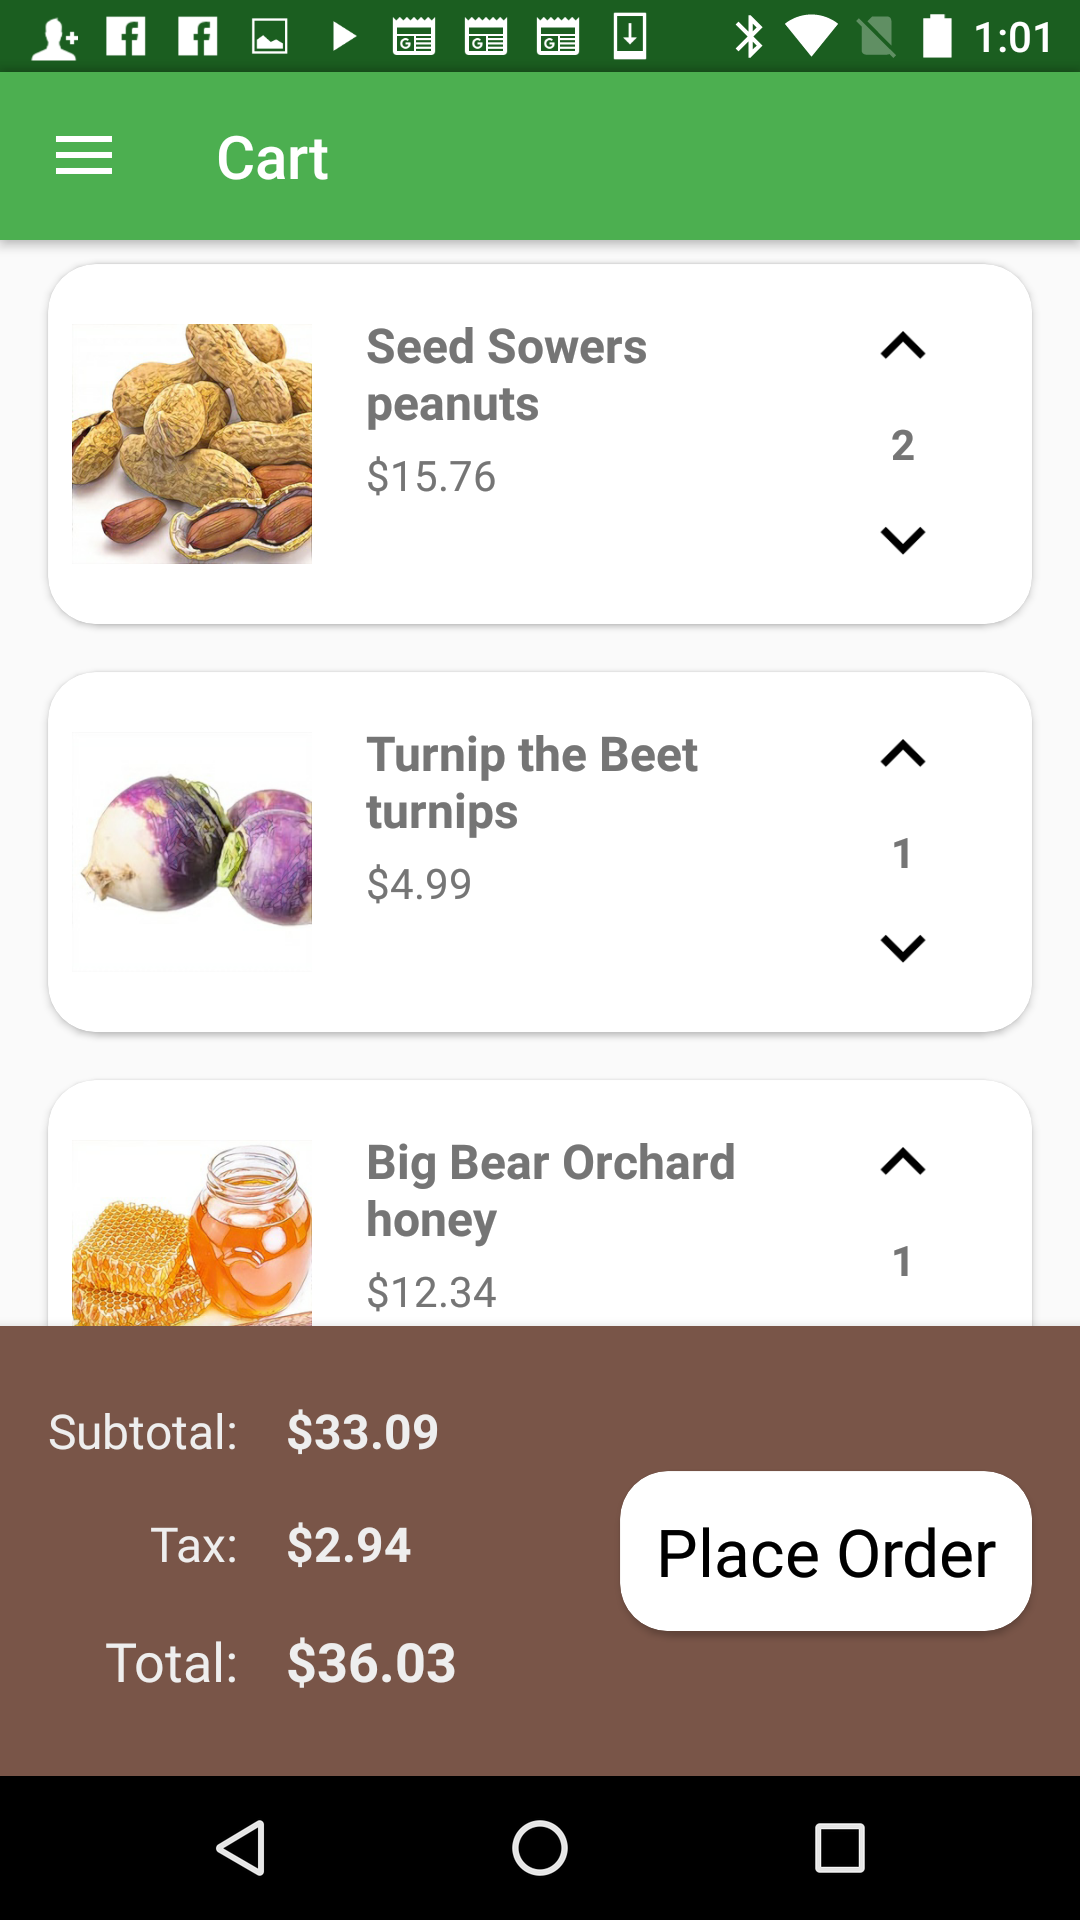 1:01
Cart
Seed Sowers
peanuts
$15.76
2
Turnip the Beet
turnips
$4.99
1
Big Bear Orchard
honey
$12.34
1
Subtotal: $33.09
Tax: $2.94
Total: $36.03
Place Order